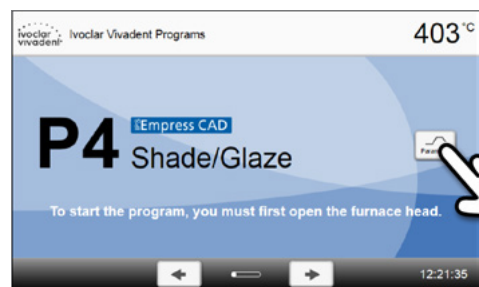 ivoclar vivadent Ivoclar Vivadent Programs 403°C
P4 IPS Empress CAD
Shade/Glaze
To start the program, you must first open the furnace head.
12:21:35